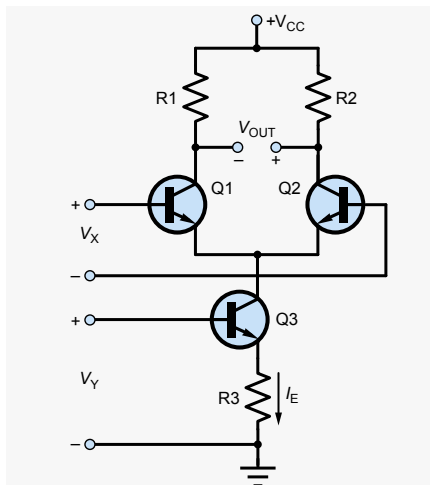 +VCC
R1
R2
VOUT
– +
Q1
Q2
+
VX
–
+
Q3
VY
R3
IE
–